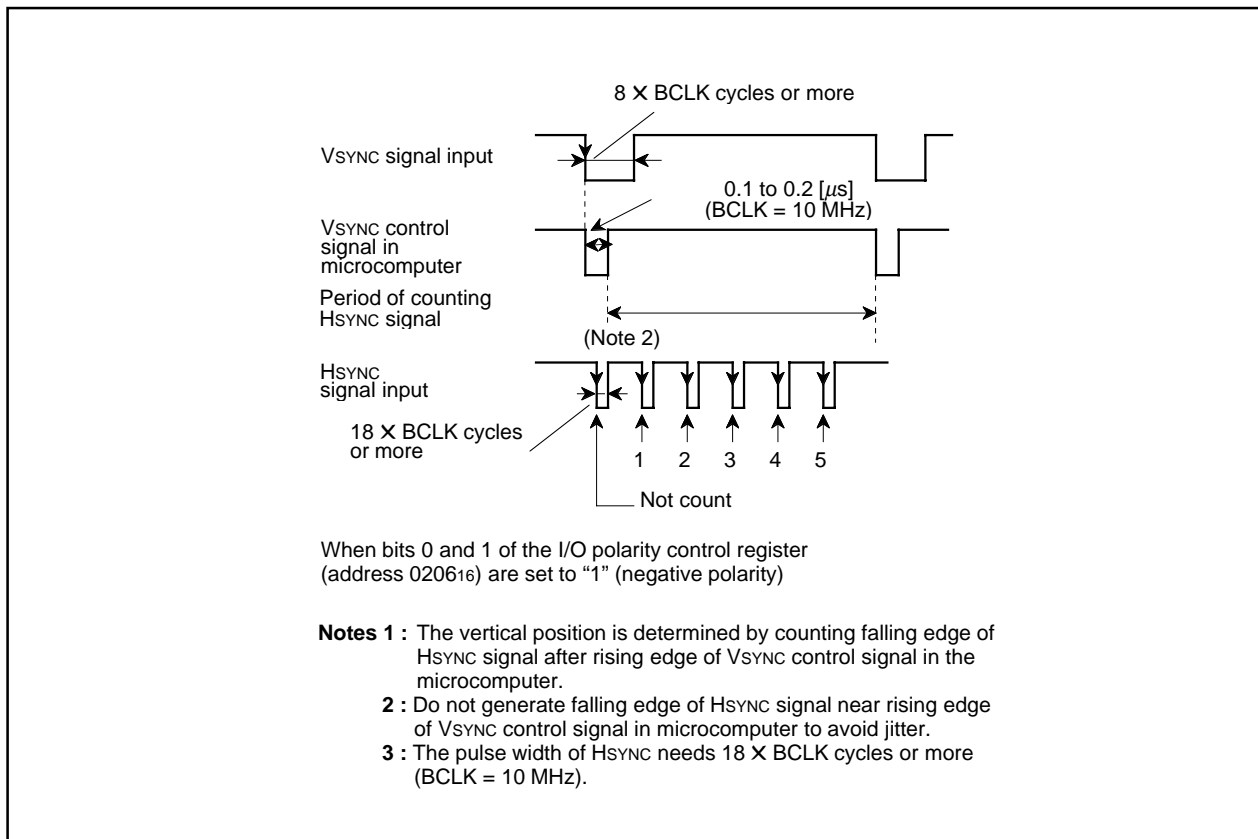 8 X BCLK cycles or more
VSYNC signal input
0.1 to 0.2 [μs]
(BCLK = 10 MHz)
VSYNC control
signal in
microcomputer
Period of counting
HSYNC signal
(Note 2)
HSYNC
signal input
18 X BCLK cycles
or more
1 2 3 4 5
Not count
When bits 0 and 1 of the I/O polarity control register
(address 020616) are set to “1” (negative polarity)
Notes 1 : The vertical position is determined by counting falling edge of
HSYNC signal after rising edge of VSYNC control signal in the
microcomputer.
2 : Do not generate falling edge of HSYNC signal near rising edge
of VSYNC control signal in microcomputer to avoid jitter.
3 : The pulse width of HSYNC needs 18 X BCLK cycles or more
(BCLK = 10 MHz).